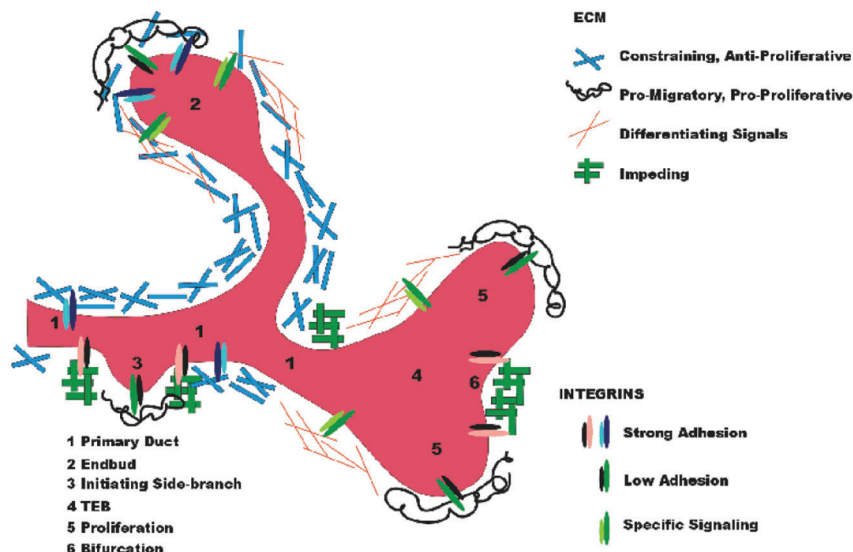 ECM
Constraining, Anti-Proliferative
Pro-Migratory, Pro-Proliferative
Differentiating Signals
Impeding
2
1
1
1
3
4
5
5
6
INTEGRINS
Strong Adhesion
Low Adhesion
Specific Signaling
1 Primary Duct
2 Endbud
3 Initiating Side-branch
4 TEB
5 Proliferation
6 Bifurcation